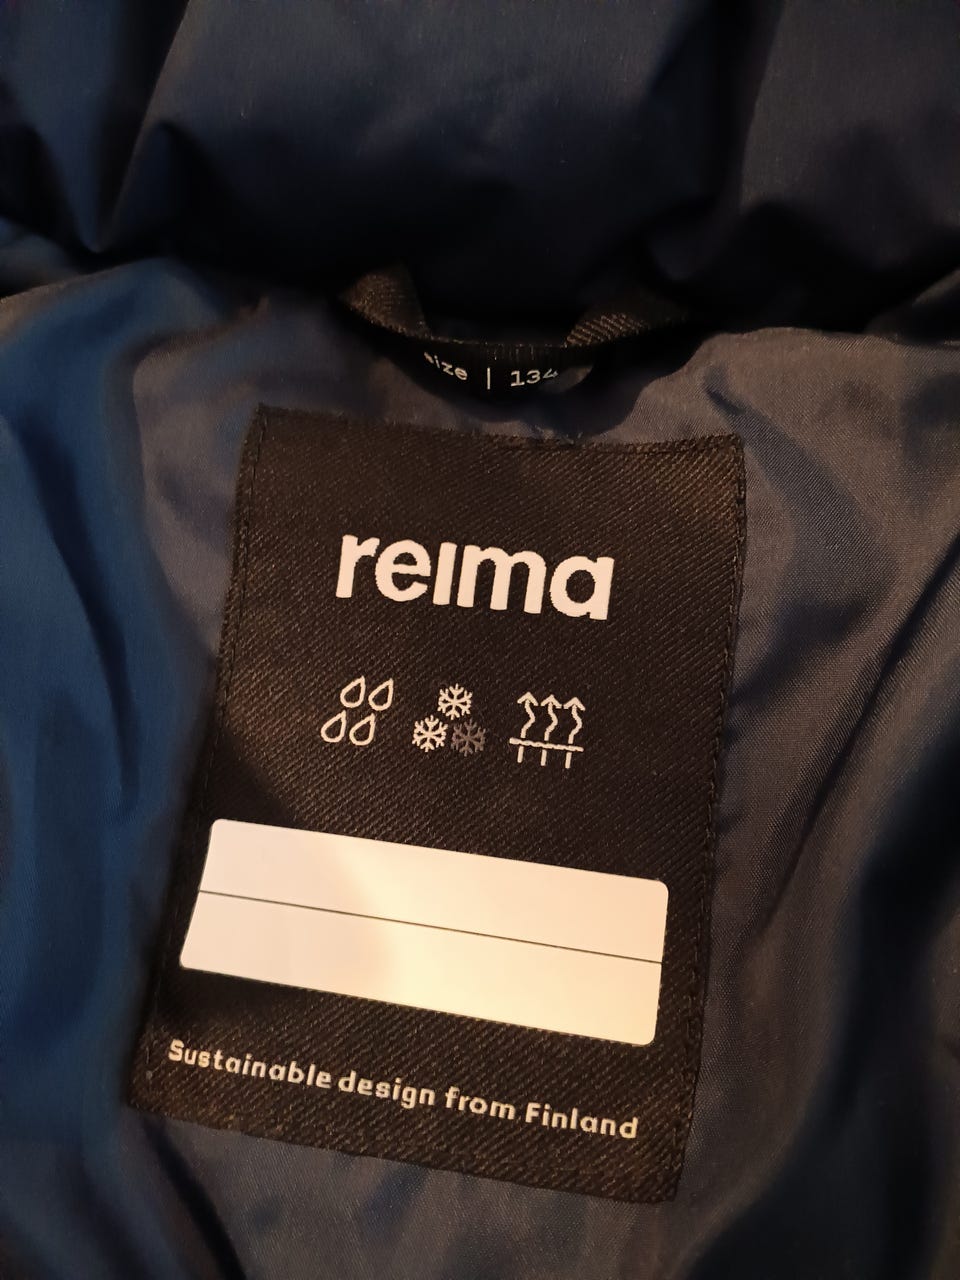 size | 134
reima
Sustainable design from Finland